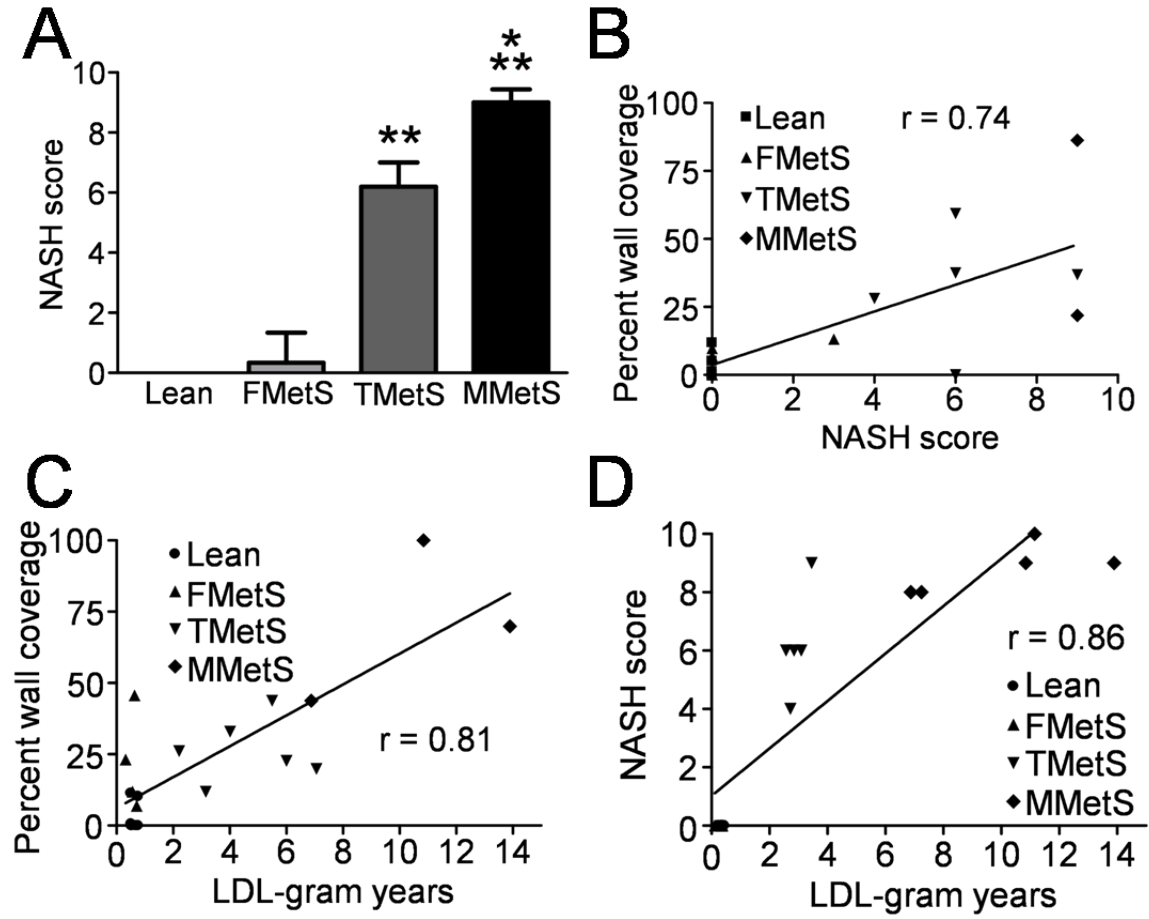 A
NASH score
10
8
6
4
2
0
**
*
**
Lean FMetS TMetS MMetS
B
Percent wall coverage
100
75
50
25
0
Lean
FMetS
TMetS
MMetS
r = 0.74
0 2 4 6 8 10
NASH score
C
Percent wall coverage
100
75
50
25
0
Lean
FMetS
TMetS
MMetS
r = 0.81
0 2 4 6 8 10 12 14
LDL-gram years
D
NASH score
10
8
6
4
2
0
r = 0.86
Lean
FMetS
TMetS
MMetS
0 2 4 6 8 10 12 14
LDL-gram years